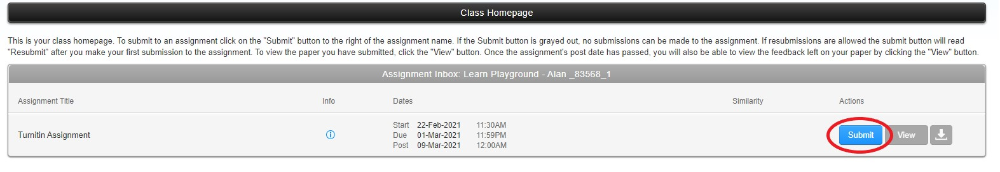 Class Homepage
This is your class homepage. To submit to an assignment click on the "Submit" button to the right of the assignment name. If the Submit button is grayed out, no submissions can be made to the assignment. If resubmissions are allowed the submit button will read
"Resubmit" after you make your first submission to the assignment. To view the paper you have submitted, click the "View" button. Once the assignment's post date has passed, you will also be able to view the feedback left on your paper by clicking the "View" button.
Assignment Inbox: Learn Playground - Alan _83568_1
Assignment Title Info Dates Similarity Actions
Start 22-Feb-2021 11:30AM
Turnitin Assignment Due 01-Mar-2021 11:59PM Submit View
Post 09-Mar-2021 12:00AM